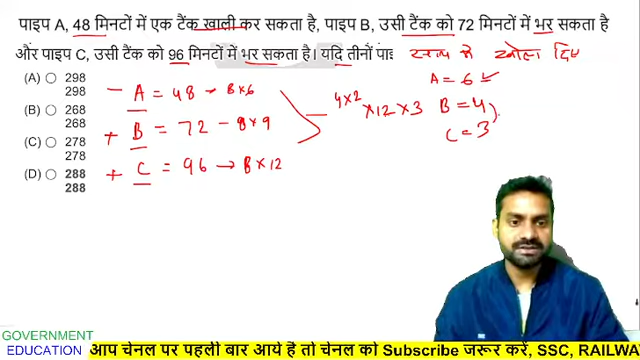 पाइप A, 48 मिनटों में एक टैंक खाली कर सकता है, पाइप B, उसी टैंक को 72 मिनटों में भर सकता है
और पाइप C, उसी टैंक को 96 मिनटों में भर सकता है। यदि तीनों पाइ
(A) 298
298
(B) 268
268
(C) 278
278
(D) 288
288
- A = 48 - 8×6
+ B = 72 - 8×9
+ C = 96 → 8×12
4×2×12×3
A = 6
B = 4
C = 3
GOVERNMENT
EDUCATION
आप चेनल पर पहली बार आये हैं तो चेनल को Subscribe जरूर करें, SSC, RAILWA